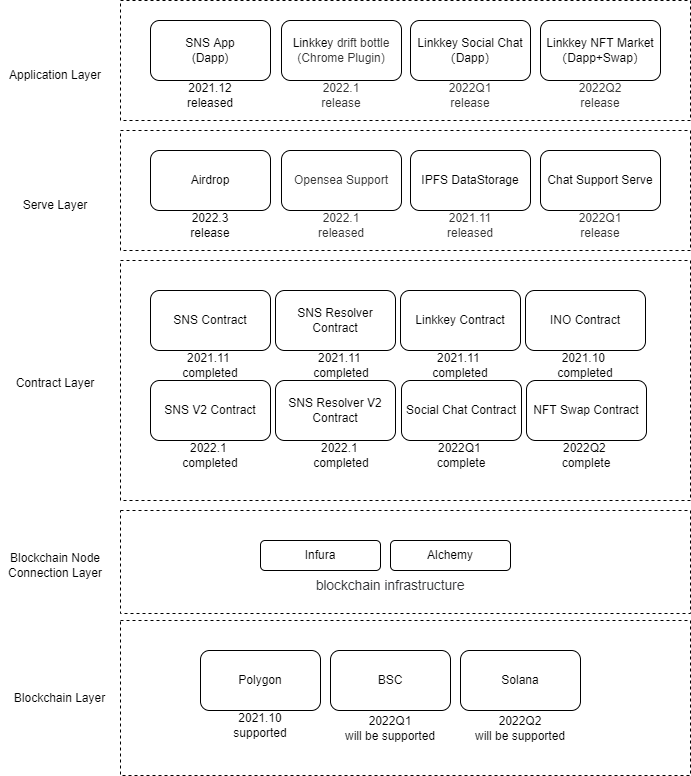 Application Layer
SNS App
(Dapp)
2021.12
released
Linkkey drift bottle
(Chrome Plugin)
2022.1
release
Linkkey Social Chat
(Dapp)
2022Q1
release
Linkkey NFT Market
(Dapp+Swap)
2022Q2
release
Serve Layer
Airdrop
2022.3
release
Opensea Support
2022.1
released
IPFS DataStorage
2021.11
released
Chat Support Serve
2022Q1
release
Contract Layer
SNS Contract
2021.11
completed
SNS Resolver
Contract
2021.11
completed
Linkkey Contract
2021.11
completed
INO Contract
2021.10
completed
SNS V2 Contract
2022.1
completed
SNS Resolver V2
Contract
2022.1
completed
Social Chat Contract
2022Q1
complete
NFT Swap Contract
2022Q2
complete
Blockchain Node
Connection Layer
Infura
Alchemy
blockchain infrastructure
Blockchain Layer
Polygon
2021.10
supported
BSC
2022Q1
will be supported
Solana
2022Q2
will be supported